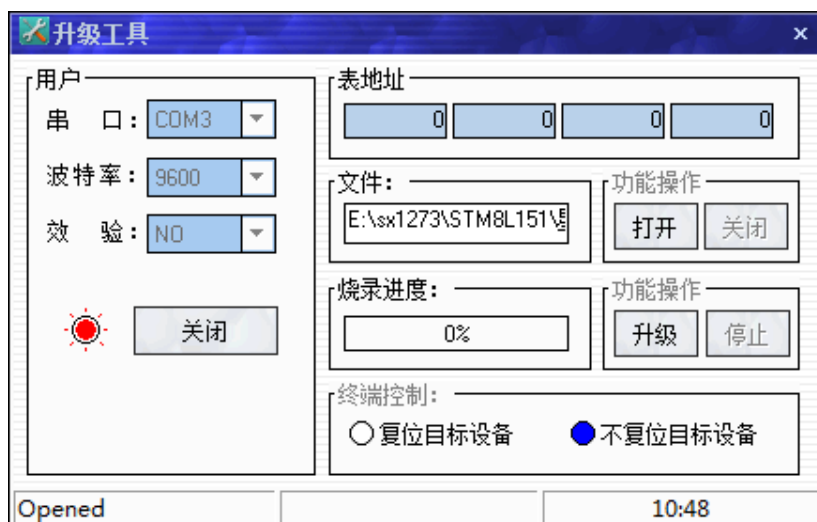 升级工具
用户
串 口: COM3
波特率: 9600
效 验: NO
关闭
表地址
0 0 0 0
文件:
E:\sx1273\STM8L151\
功能操作
打开 关闭
烧录进度:
0%
功能操作
升级 停止
终端控制:
复位目标设备 不复位目标设备
Opened 10:48